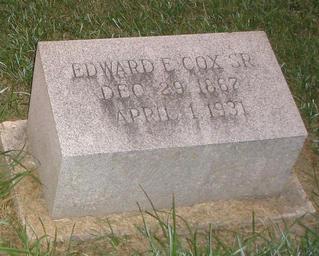 EDWARD E. COX SR.
DEC. 29, 1867
APRIL 1, 1931